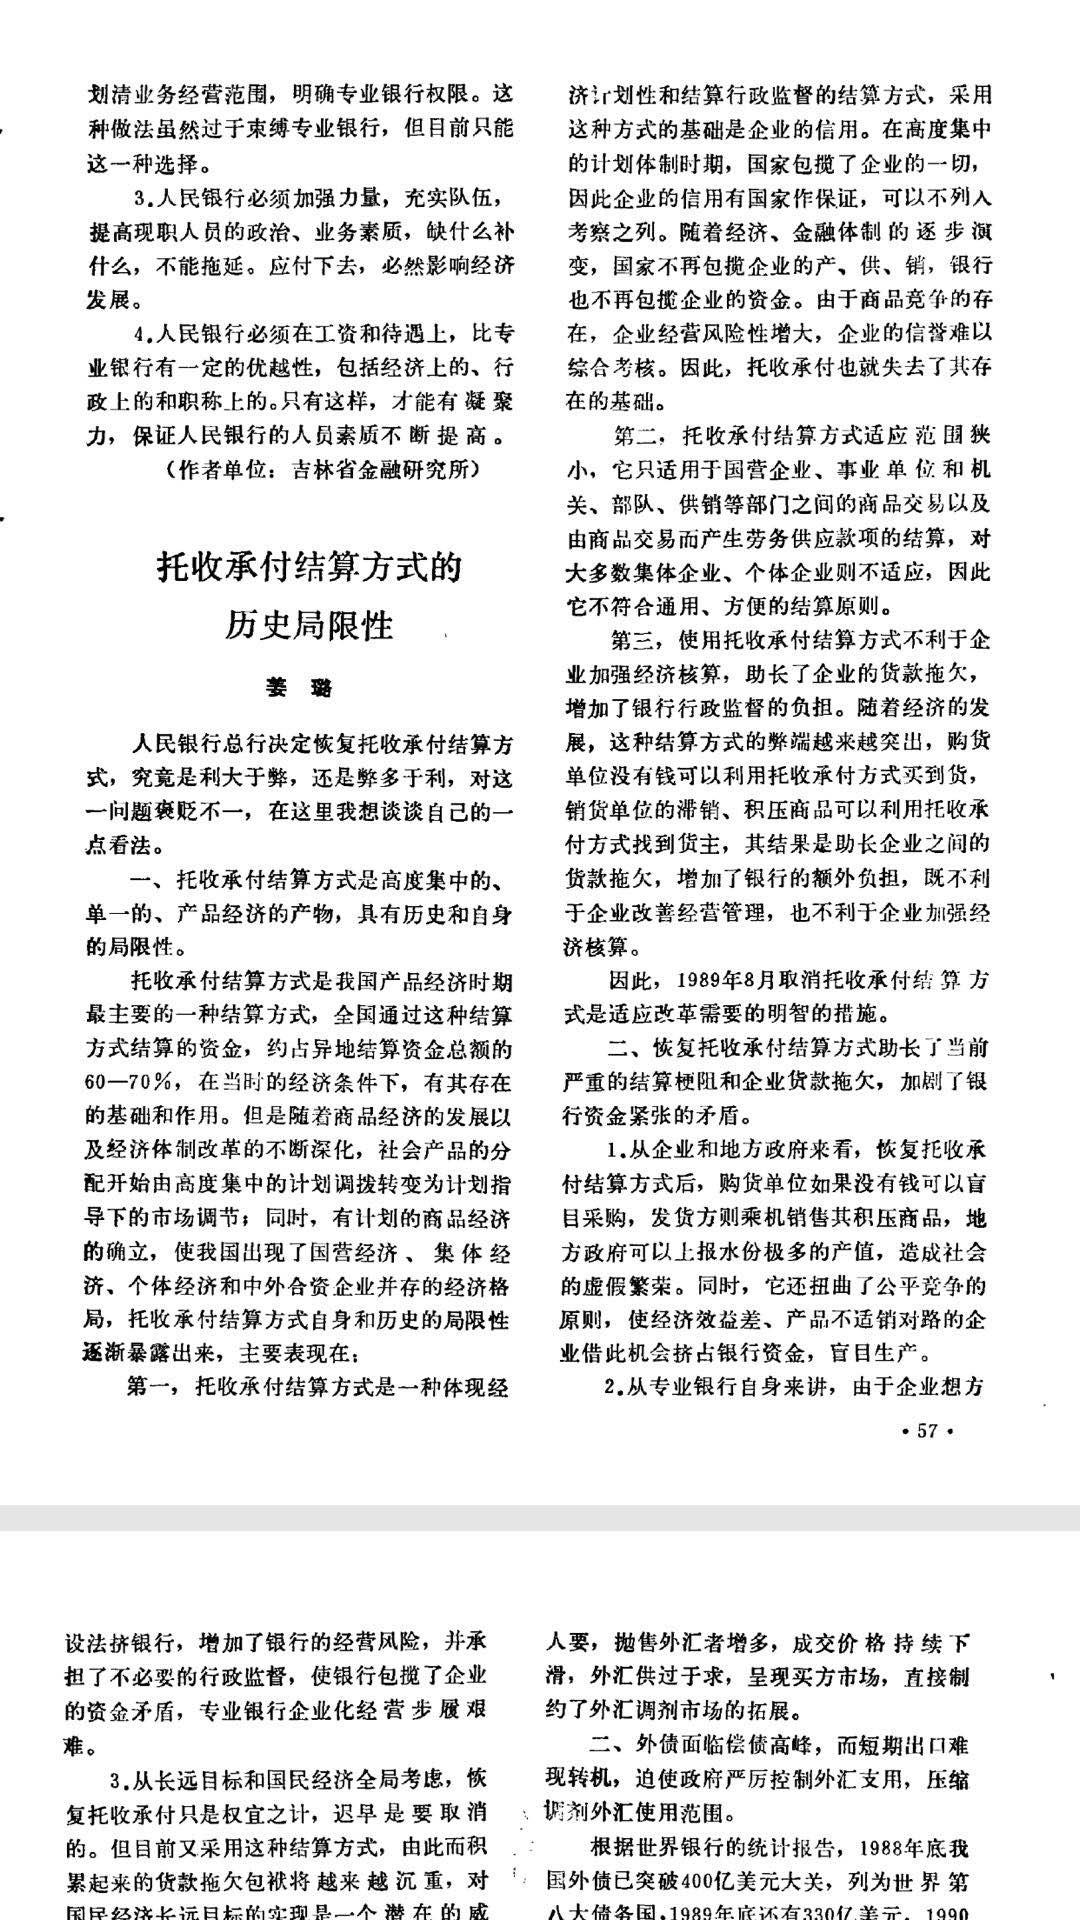 划清业务经营范围，明确专业银行权限。这
种做法虽然过于束缚专业银行，但目前只能
这一种选择。
3.人民银行必须加强力量，充实队伍，
提高现职人员的政治、业务素质，缺什么补
什么，不能拖延。应付下去，必然影响经济
发展。
4.人民银行必须在工资和待遇上，比专
业银行有一定的优越性，包括经济上的、行
政上的和职称上的。只有这样，才能有凝聚
力，保证人民银行的人员素质不断提高。
（作者单位：吉林省金融研究所）
托收承付结算方式的
历史局限性
姜 璐
人民银行总行决定恢复托收承付结算方
式，究竟是利大于弊，还是弊多于利，对这
一问题褒贬不一，在这里我想谈谈自己的一
点看法。
一、托收承付结算方式是高度集中的、
单一的、产品经济的产物，具有历史和自身
的局限性。
托收承付结算方式是我国产品经济时期
最主要的一种结算方式，全国通过这种结算
方式结算的资金，约占异地结算资金总额的
60—70％，在当时的经济条件下，有其存在
的基础和作用。但是随着商品经济的发展以
及经济体制改革的不断深化，社会产品的分
配开始由高度集中的计划调拨转变为计划指
导下的市场调节；同时，有计划的商品经济
的确立，使我国出现了国营经济、集体经
济、个体经济和中外合资企业并存的经济格
局，托收承付结算方式自身和历史的局限性
逐渐暴露出来，主要表现在：
第一，托收承付结算方式是一种体现经
济计划性和结算行政监督的结算方式，采用
这种方式的基础是企业的信用。在高度集中
的计划体制时期，国家包揽了企业的一切，
因此企业的信用有国家作保证，可以不列入
考察之列。随着经济、金融体制的逐步演
变，国家不再包揽企业的产、供、销，银行
也不再包揽企业的资金。由于商品竞争的存
在，企业经营风险性增大，企业的信誉难以
综合考核。因此，托收承付也就失去了其存
在的基础。
第二，托收承付结算方式适应范围狭
小，它只适用于国营企业、事业单位和机
关、部队、供销等部门之间的商品交易以及
由商品交易而产生劳务供应款项的结算，对
大多数集体企业、个体企业则不适应，因此
它不符合通用、方便的结算原则。
第三，使用托收承付结算方式不利于企
业加强经济核算，助长了企业的货款拖欠，
增加了银行行政监督的负担。随着经济的发
展，这种结算方式的弊端越来越突出，购货
单位没有钱可以利用托收承付方式买到货，
销货单位的滞销、积压商品可以利用托收承
付方式找到货主，其结果是助长企业之间的
货款拖欠，增加了银行的额外负担，既不利
于企业改善经营管理，也不利于企业加强经
济核算。
因此，1989年8月取消托收承付结算方
式是适应改革需要的明智的措施。
二、恢复托收承付结算方式助长了当前
严重的结算梗阻和企业货款拖欠，加剧了银
行资金紧张的矛盾。
1.从企业和地方政府来看，恢复托收承
付结算方式后，购货单位如果没有钱可以盲
目采购，发货方则乘机销售其积压商品，地
方政府可以上报水份极多的产值，造成社会
的虚假繁荣。同时，它还扭曲了公平竞争的
原则，使经济效益差、产品不适销对路的企
业借此机会挤占银行资金，盲目生产。
2.从专业银行自身来讲，由于企业想方
·57·
设法挤银行，增加了银行的经营风险，并承
担了不必要的行政监督，使银行包揽了企业
的资金矛盾，专业银行企业化经营步履艰
难。
3.从长远目标和国民经济全局考虑，恢
复托收承付只是权宜之计，迟早是要取消
的。但目前又采用这种结算方式，由此而积
累起来的货款拖欠包袱将越来越沉重，对
国民经济长远目标的实现是一个潜在的威
人要，抛售外汇者增多，成交价格持续下
滑，外汇供过于求，呈现买方市场，直接制
约了外汇调剂市场的拓展。
二、外债面临偿债高峰，而短期出口难
现转机，迫使政府严厉控制外汇支用，压缩
调剂外汇使用范围。
根据世界银行的统计报告，1988年底我
国外债已突破400亿美元大关，列为世界第
八大债务国，1989年底还有330亿美元。1990